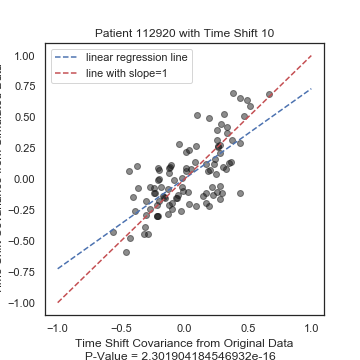 Patient 112920 with Time Shift 10
linear regression line
line with slope=1
1.00
0.75
0.50
0.25
0.00
−0.25
−0.50
−0.75
−1.00
−1.0 −0.5 0.0 0.5 1.0
Time Shift Covariance from Original Data
P-Value = 2.301904184546932e-16